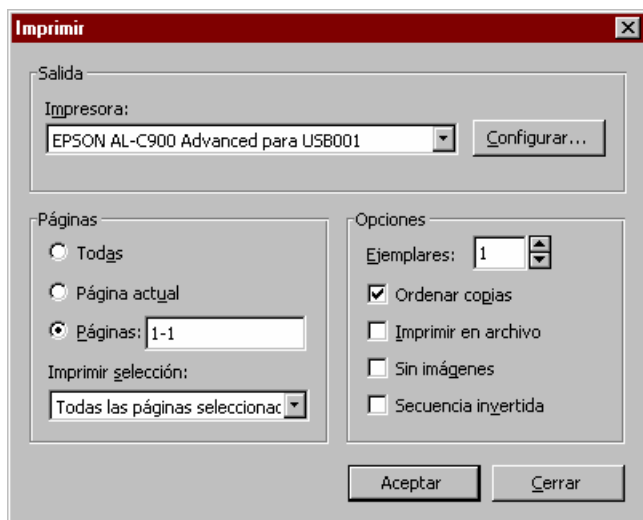 Imprimir
Salida
Impresora:
EPSON AL-C900 Advanced para USB001
Configurar...
Páginas
Todas
Página actual
Páginas: 1-1
Imprimir selección:
Todas las páginas seleccionac
Opciones
Ejemplares: 1
Ordenar copias
Imprimir en archivo
Sin imágenes
Secuencia invertida
Aceptar
Cerrar